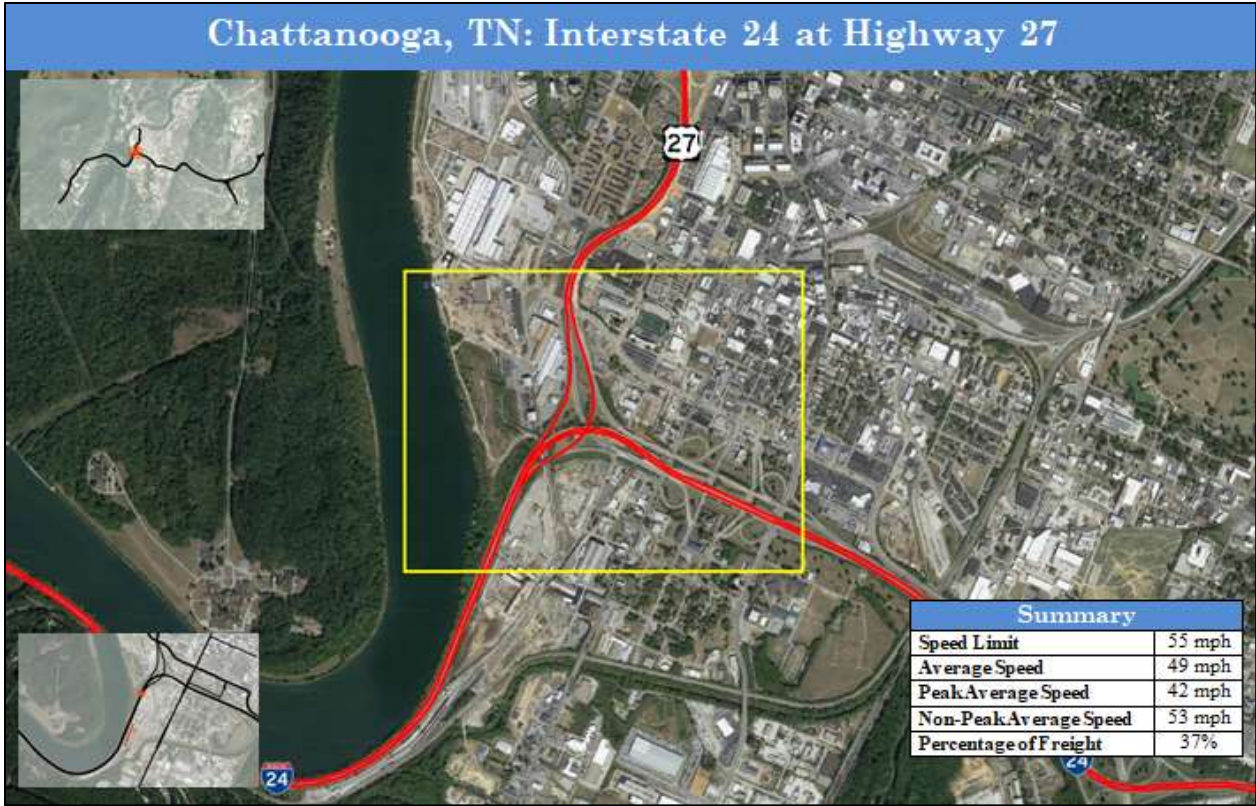 Chattanooga, TN: Interstate 24 at Highway 27
27
Summary
Speed Limit 55 mph
Average Speed 49 mph
Peak Average Speed 42 mph
Non-Peak Average Speed 53 mph
Percentage of Freight 37%
24
24